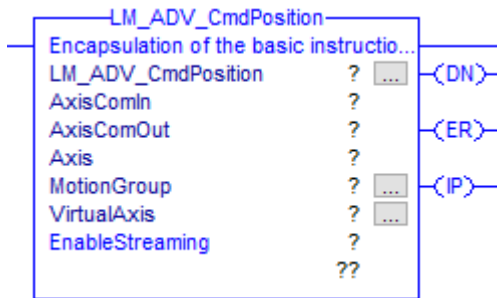 LM_ADV_CmdPosition
Encapsulation of the basic instructio...
LM_ADV_CmdPosition ? ... (DN)
AxisComIn ?
AxisComOut ? (ER)
Axis ?
MotionGroup ? ... (IP)
VirtualAxis ? ...
EnableStreaming ?
??